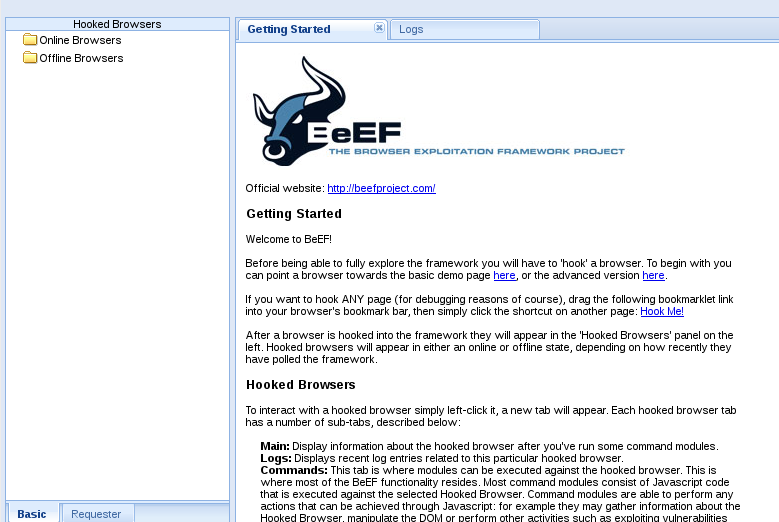 Hooked Browsers
Online Browsers
Offline Browsers
Basic
Requester
Getting Started
Logs
BeEF
THE BROWSER EXPLOITATION FRAMEWORK PROJECT
Official website: http://beefproject.com/
Getting Started
Welcome to BeEF!
Before being able to fully explore the framework you will have to 'hook' a browser. To begin with you
can point a browser towards the basic demo page here, or the advanced version here.
If you want to hook ANY page (for debugging reasons of course), drag the following bookmarklet link
into your browser's bookmark bar, then simply click the shortcut on another page: Hook Me!
After a browser is hooked into the framework they will appear in the 'Hooked Browsers' panel on the
left. Hooked browsers will appear in either an online or offline state, depending on how recently they
have polled the framework.
Hooked Browsers
To interact with a hooked browser simply left-click it, a new tab will appear. Each hooked browser tab
has a number of sub-tabs, described below:
Main: Display information about the hooked browser after you've run some command modules.
Logs: Displays recent log entries related to this particular hooked browser.
Commands: This tab is where modules can be executed against the hooked browser. This is
where most of the BeEF functionality resides. Most command modules consist of Javascript code
that is executed against the selected Hooked Browser. Command modules are able to perform any
actions that can be achieved through Javascript: for example they may gather information about the
Hooked Browser, manipulate the DOM or perform other activities such as exploiting vulnerabilities